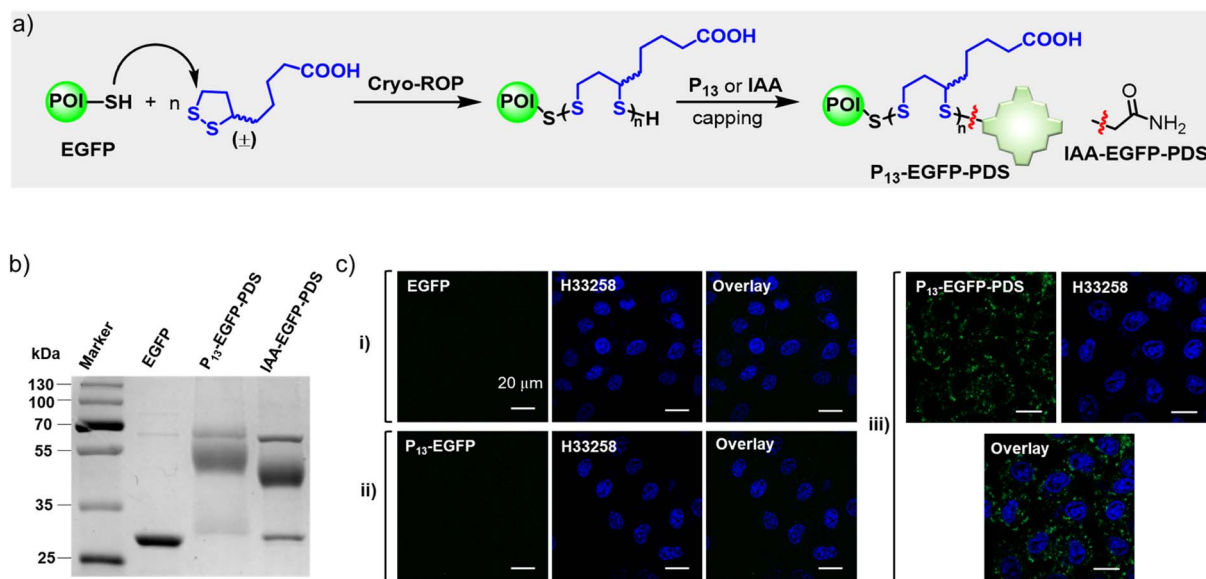 a)
POI
SH + n
S
S
(±)
COOH
EGFP
Cryo-ROP
POI
S
S
S
n
H
COOH
P13 or IAA
capping
POI
S
S
S
n
COOH
P13-EGFP-PDS
O
NH2
IAA-EGFP-PDS
b)
kDa
Marker
EGFP
P13-EGFP-PDS
IAA-EGFP-PDS
130
100
70
55
35
25
c)
i)
EGFP
20 μm
H33258
Overlay
ii)
P13-EGFP
H33258
Overlay
iii)
P13-EGFP-PDS
H33258
Overlay